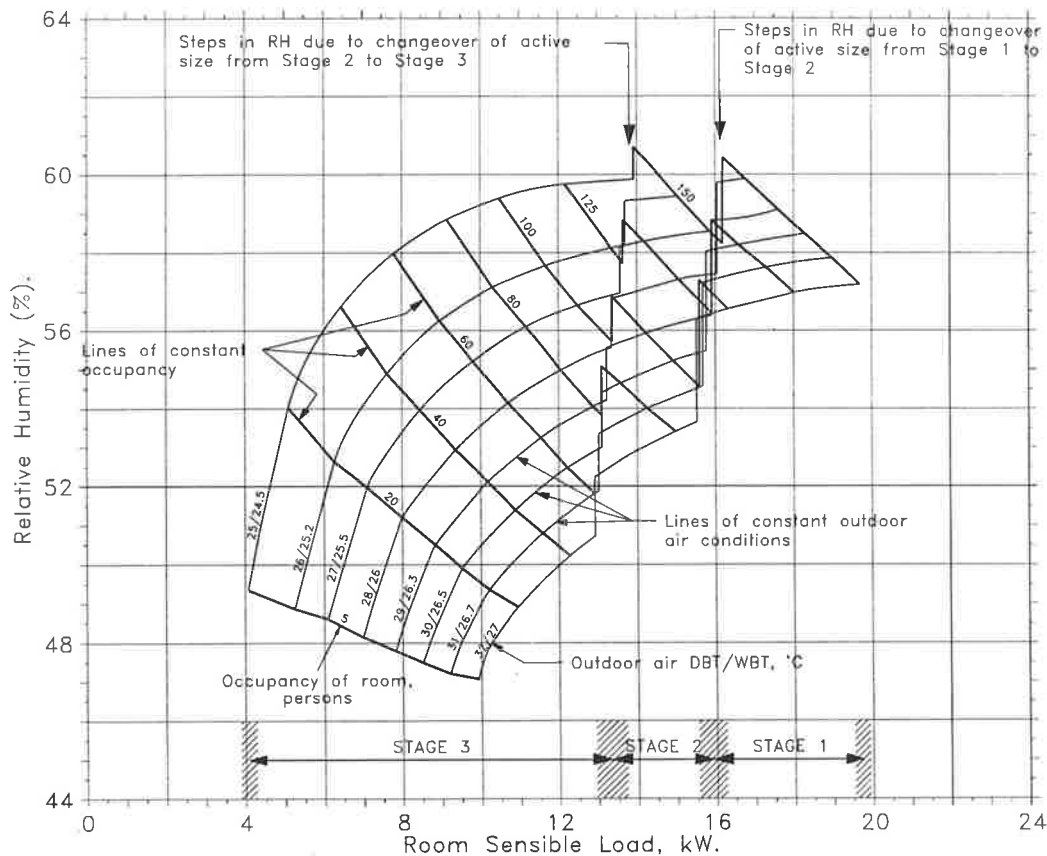 64
60
56
52
48
44
Relative Humidity (%).
Steps in RH due to changeover of active
size from Stage 2 to Stage 3
Steps in RH due to changeover
of active size from Stage 1 to
Stage 2
150
125
100
80
60
40
20
5
Lines of constant
occupancy
25/24.5
26/25.2
27/25.5
28/26
29/26.3
30/26.5
31/26.7
32/27
Lines of constant outdoor
air conditions
Outdoor air DBT/WBT, °C
Occupancy of room,
persons
STAGE 3
STAGE 2
STAGE 1
0
4
8
12
16
20
24
Room Sensible Load, kW.